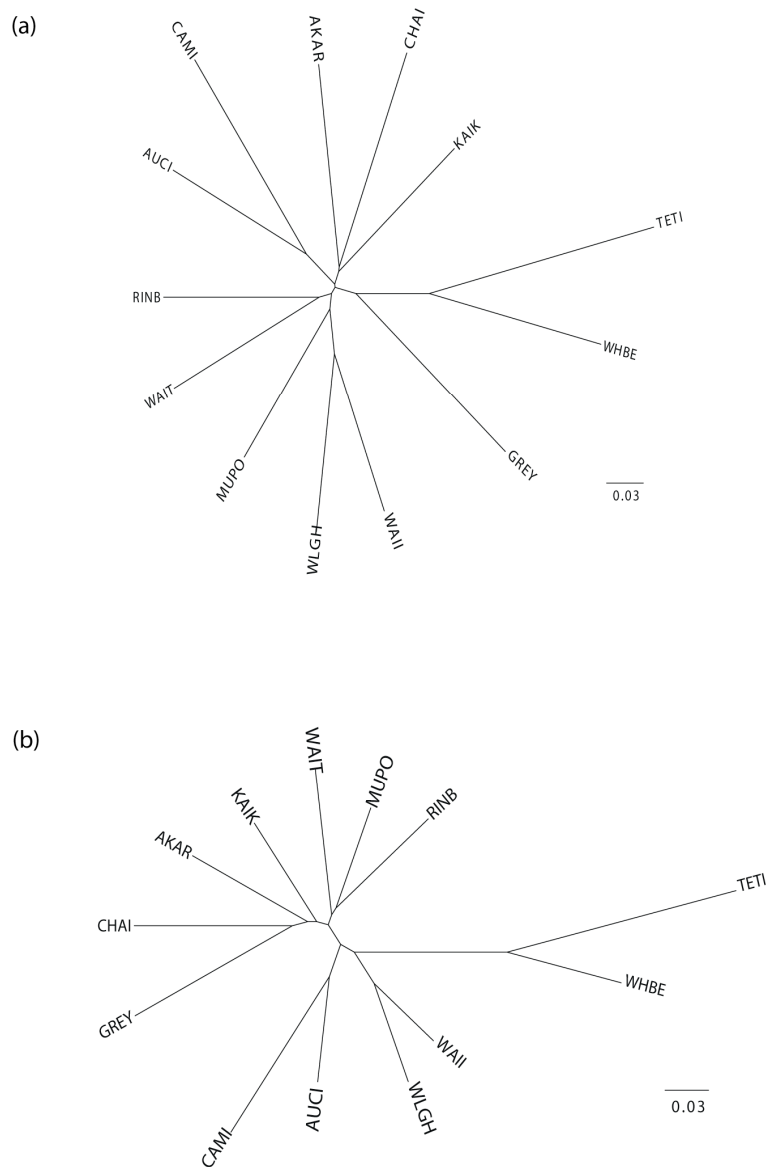 (a)
CAMI
AKAR
CHAI
KAIK
AUCI
TETI
RINB
WHBE
WAIT
MUPO
GREY
0.03
WLGH
WAII
(b)
WAIT
MUPO
KAIK
RINB
AKAR
TETI
CHAI
WHBE
GREY
WAII
AUCI
WLGH
0.03
CAMI